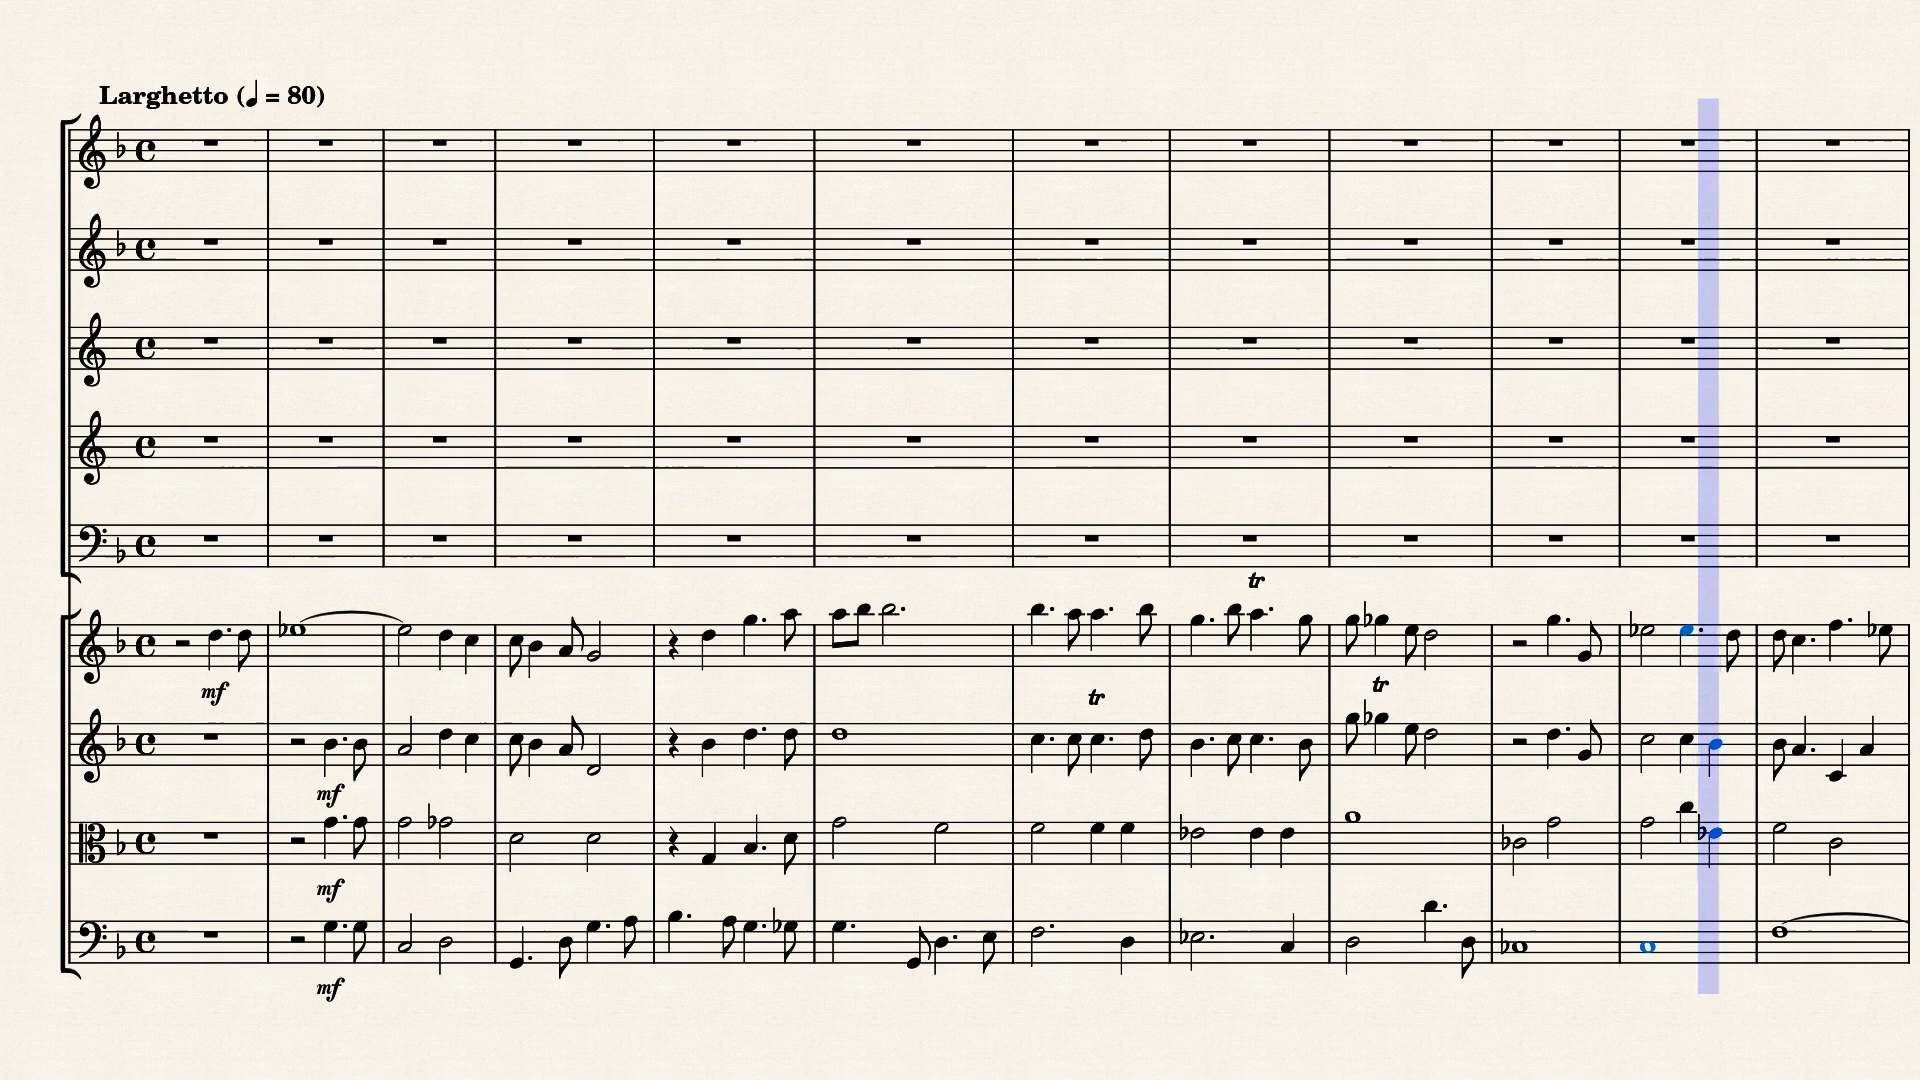 Larghetto (♩ = 80)
tr
mf
tr
tr
mf
mf
mf